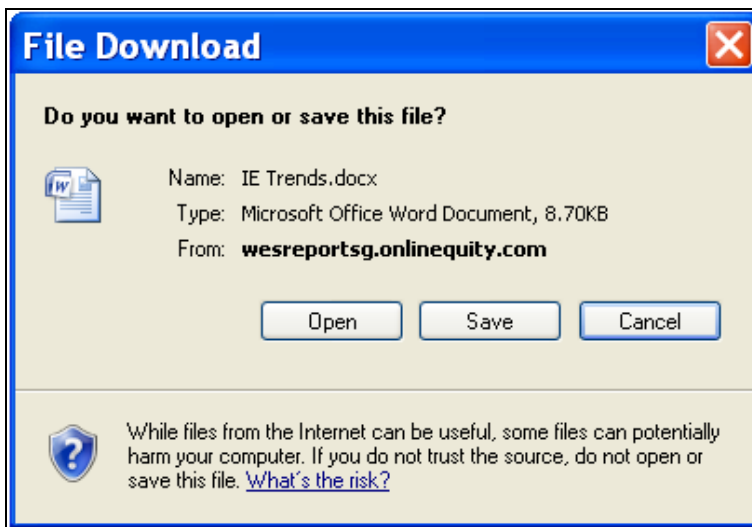 File Download
Do you want to open or save this file?
Name: IE Trends.docx
Type: Microsoft Office Word Document, 8.70KB
From: wesreportsg.onlinequity.com
Open Save Cancel
While files from the Internet can be useful, some files can potentially
harm your computer. If you do not trust the source, do not open or
save this file. What's the risk?